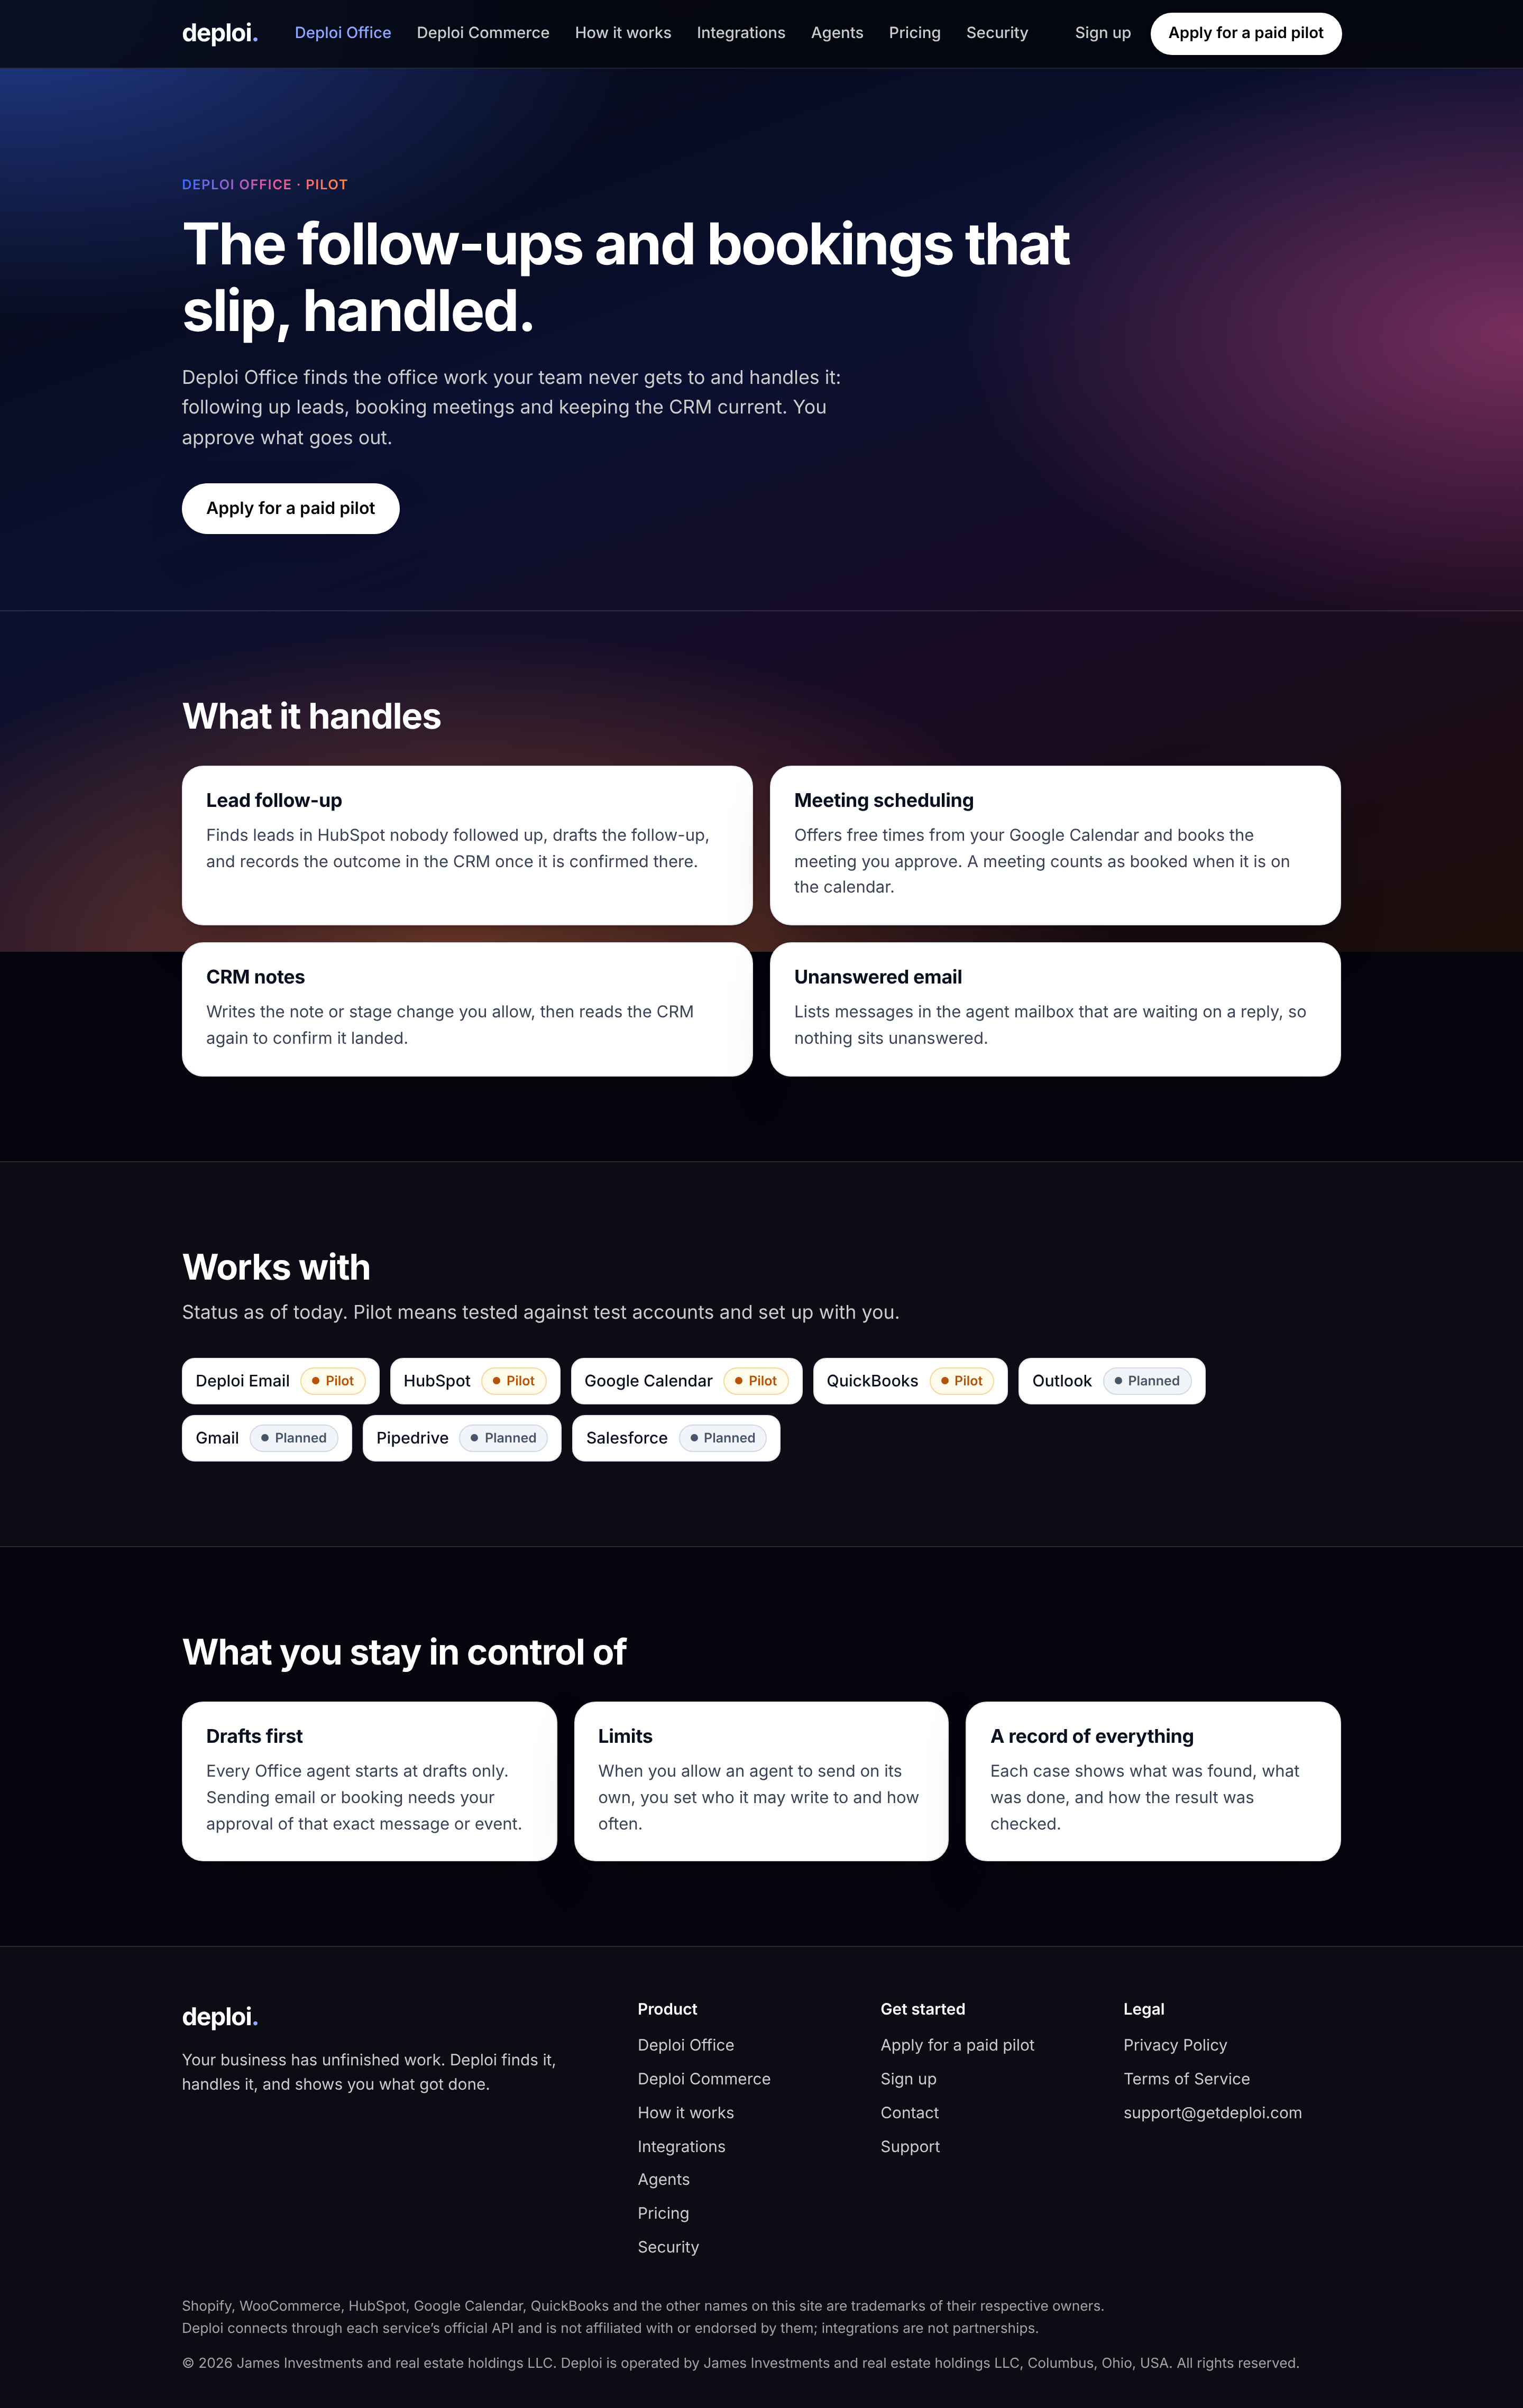 deploi.
Deploi Office
Deploi Commerce
How it works
Integrations
Agents
Pricing
Security
Sign up
Apply for a paid pilot
DEPLOI OFFICE · PILOT
The follow-ups and bookings that
slip, handled.
Deploi Office finds the office work your team never gets to and handles it:
following up leads, booking meetings and keeping the CRM current. You
approve what goes out.
Apply for a paid pilot
What it handles
Lead follow-up
Finds leads in HubSpot nobody followed up, drafts the follow-up,
and records the outcome in the CRM once it is confirmed there.
Meeting scheduling
Offers free times from your Google Calendar and books the
meeting you approve. A meeting counts as booked when it is on
the calendar.
CRM notes
Writes the note or stage change you allow, then reads the CRM
again to confirm it landed.
Unanswered email
Lists messages in the agent mailbox that are waiting on a reply, so
nothing sits unanswered.
Works with
Status as of today. Pilot means tested against test accounts and set up with you.
Deploi Email Pilot
HubSpot Pilot
Google Calendar Pilot
QuickBooks Pilot
Outlook Planned
Gmail Planned
Pipedrive Planned
Salesforce Planned
What you stay in control of
Drafts first
Every Office agent starts at drafts only.
Sending email or booking needs your
approval of that exact message or event.
Limits
When you allow an agent to send on its
own, you set who it may write to and how
often.
A record of everything
Each case shows what was found, what
was done, and how the result was
checked.
deploi.
Your business has unfinished work. Deploi finds it,
handles it, and shows you what got done.
Product
Deploi Office
Deploi Commerce
How it works
Integrations
Agents
Pricing
Security
Get started
Apply for a paid pilot
Sign up
Contact
Support
Legal
Privacy Policy
Terms of Service
support@getdeploi.com
Shopify, WooCommerce, HubSpot, Google Calendar, QuickBooks and the other names on this site are trademarks of their respective owners.
Deploi connects through each service’s official API and is not affiliated with or endorsed by them; integrations are not partnerships.
© 2026 James Investments and real estate holdings LLC. Deploi is operated by James Investments and real estate holdings LLC, Columbus, Ohio, USA. All rights reserved.